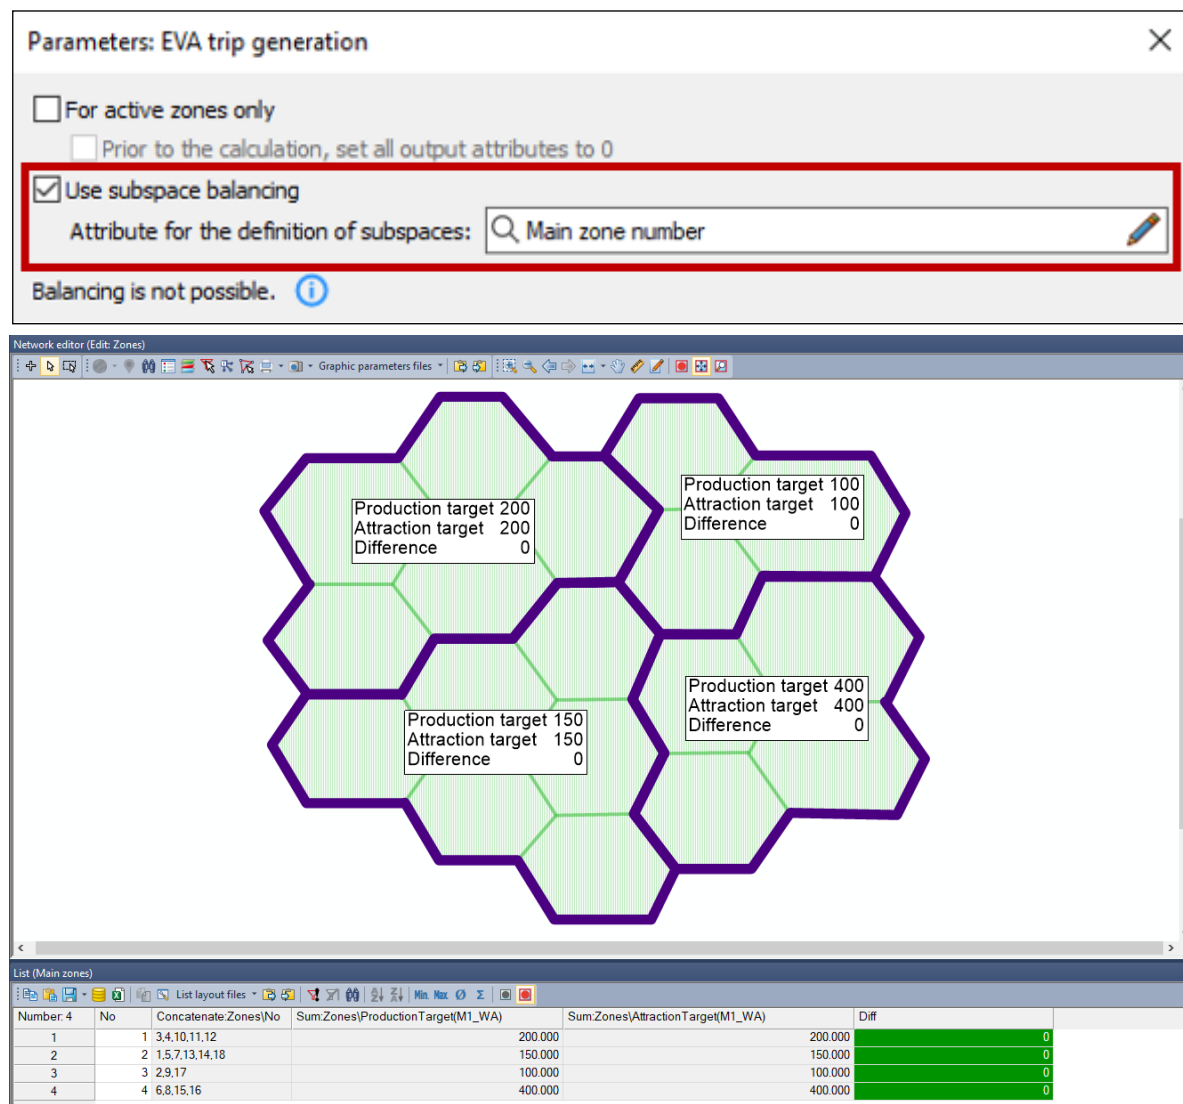 Parameters: EVA trip generation
For active zones only
Prior to the calculation, set all output attributes to 0
Use subspace balancing
Attribute for the definition of subspaces: Main zone number
Balancing is not possible.
Network editor (Edit: Zones)
Graphic parameters files
Production target 200
Attraction target 200
Difference 0
Production target 100
Attraction target 100
Difference 0
Production target 150
Attraction target 150
Difference 0
Production target 400
Attraction target 400
Difference 0
List (Main zones)
List layout files Min. Max Ø Σ
Number: 4 No Concatenate:Zones\No Sum:Zones\ProductionTarget(M1_WA) Sum:Zones\AttractionTarget(M1_WA) Diff
1 1 3,4,10,11,12 200.000 200.000 0
2 2 1,5,7,13,14,18 150.000 150.000 0
3 3 2,9,17 100.000 100.000 0
4 4 6,8,15,16 400.000 400.000 0